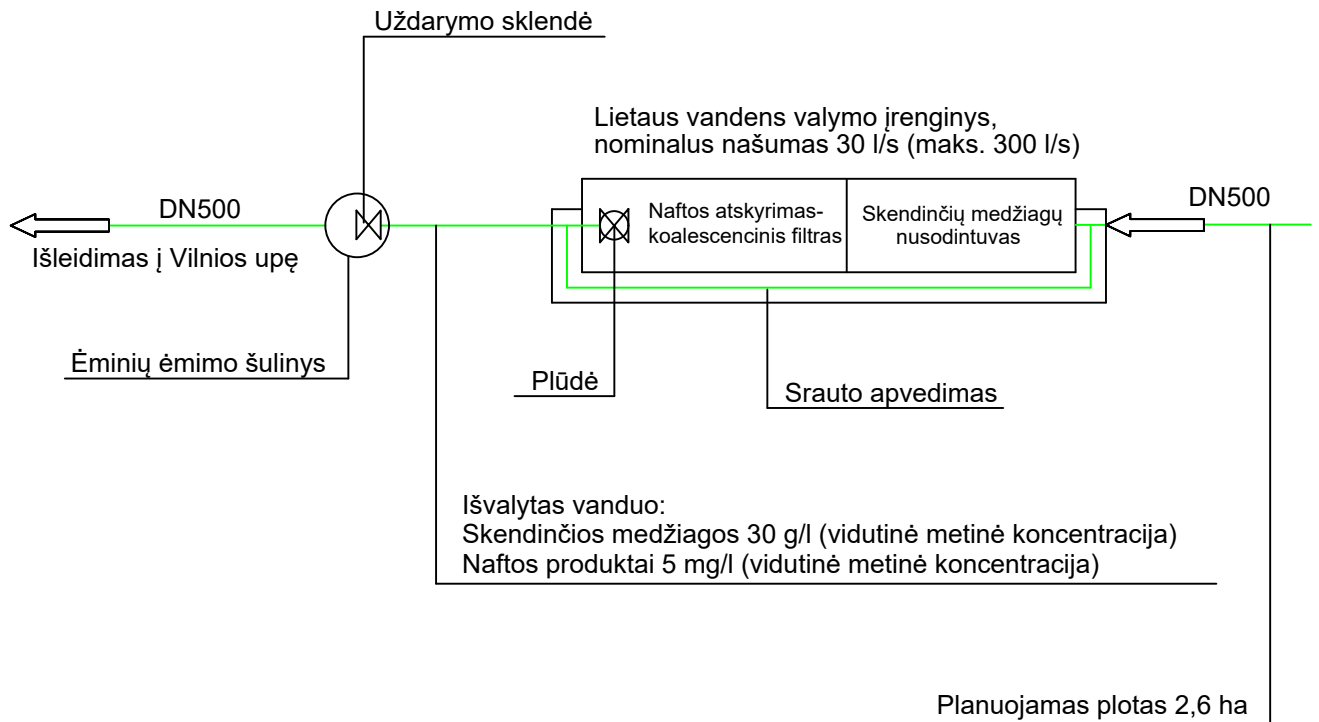 Uždarymo sklendė
Lietaus vandens valymo įrenginys,
nominalus našumas 30 l/s (maks. 300 l/s)
DN500
DN500
Naftos atskyrimas-
koalescencinis filtras
Skendinčių medžiagų
nusodintuvas
Išleidimas į Vilnios upę
Ėminių ėmimo šulinys
Plūdė
Srauto apvedimas
Išvalytas vanduo:
Skendinčios medžiagos 30 g/l (vidutinė metinė koncentracija)
Naftos produktai 5 mg/l (vidutinė metinė koncentracija)
Planuojamas plotas 2,6 ha